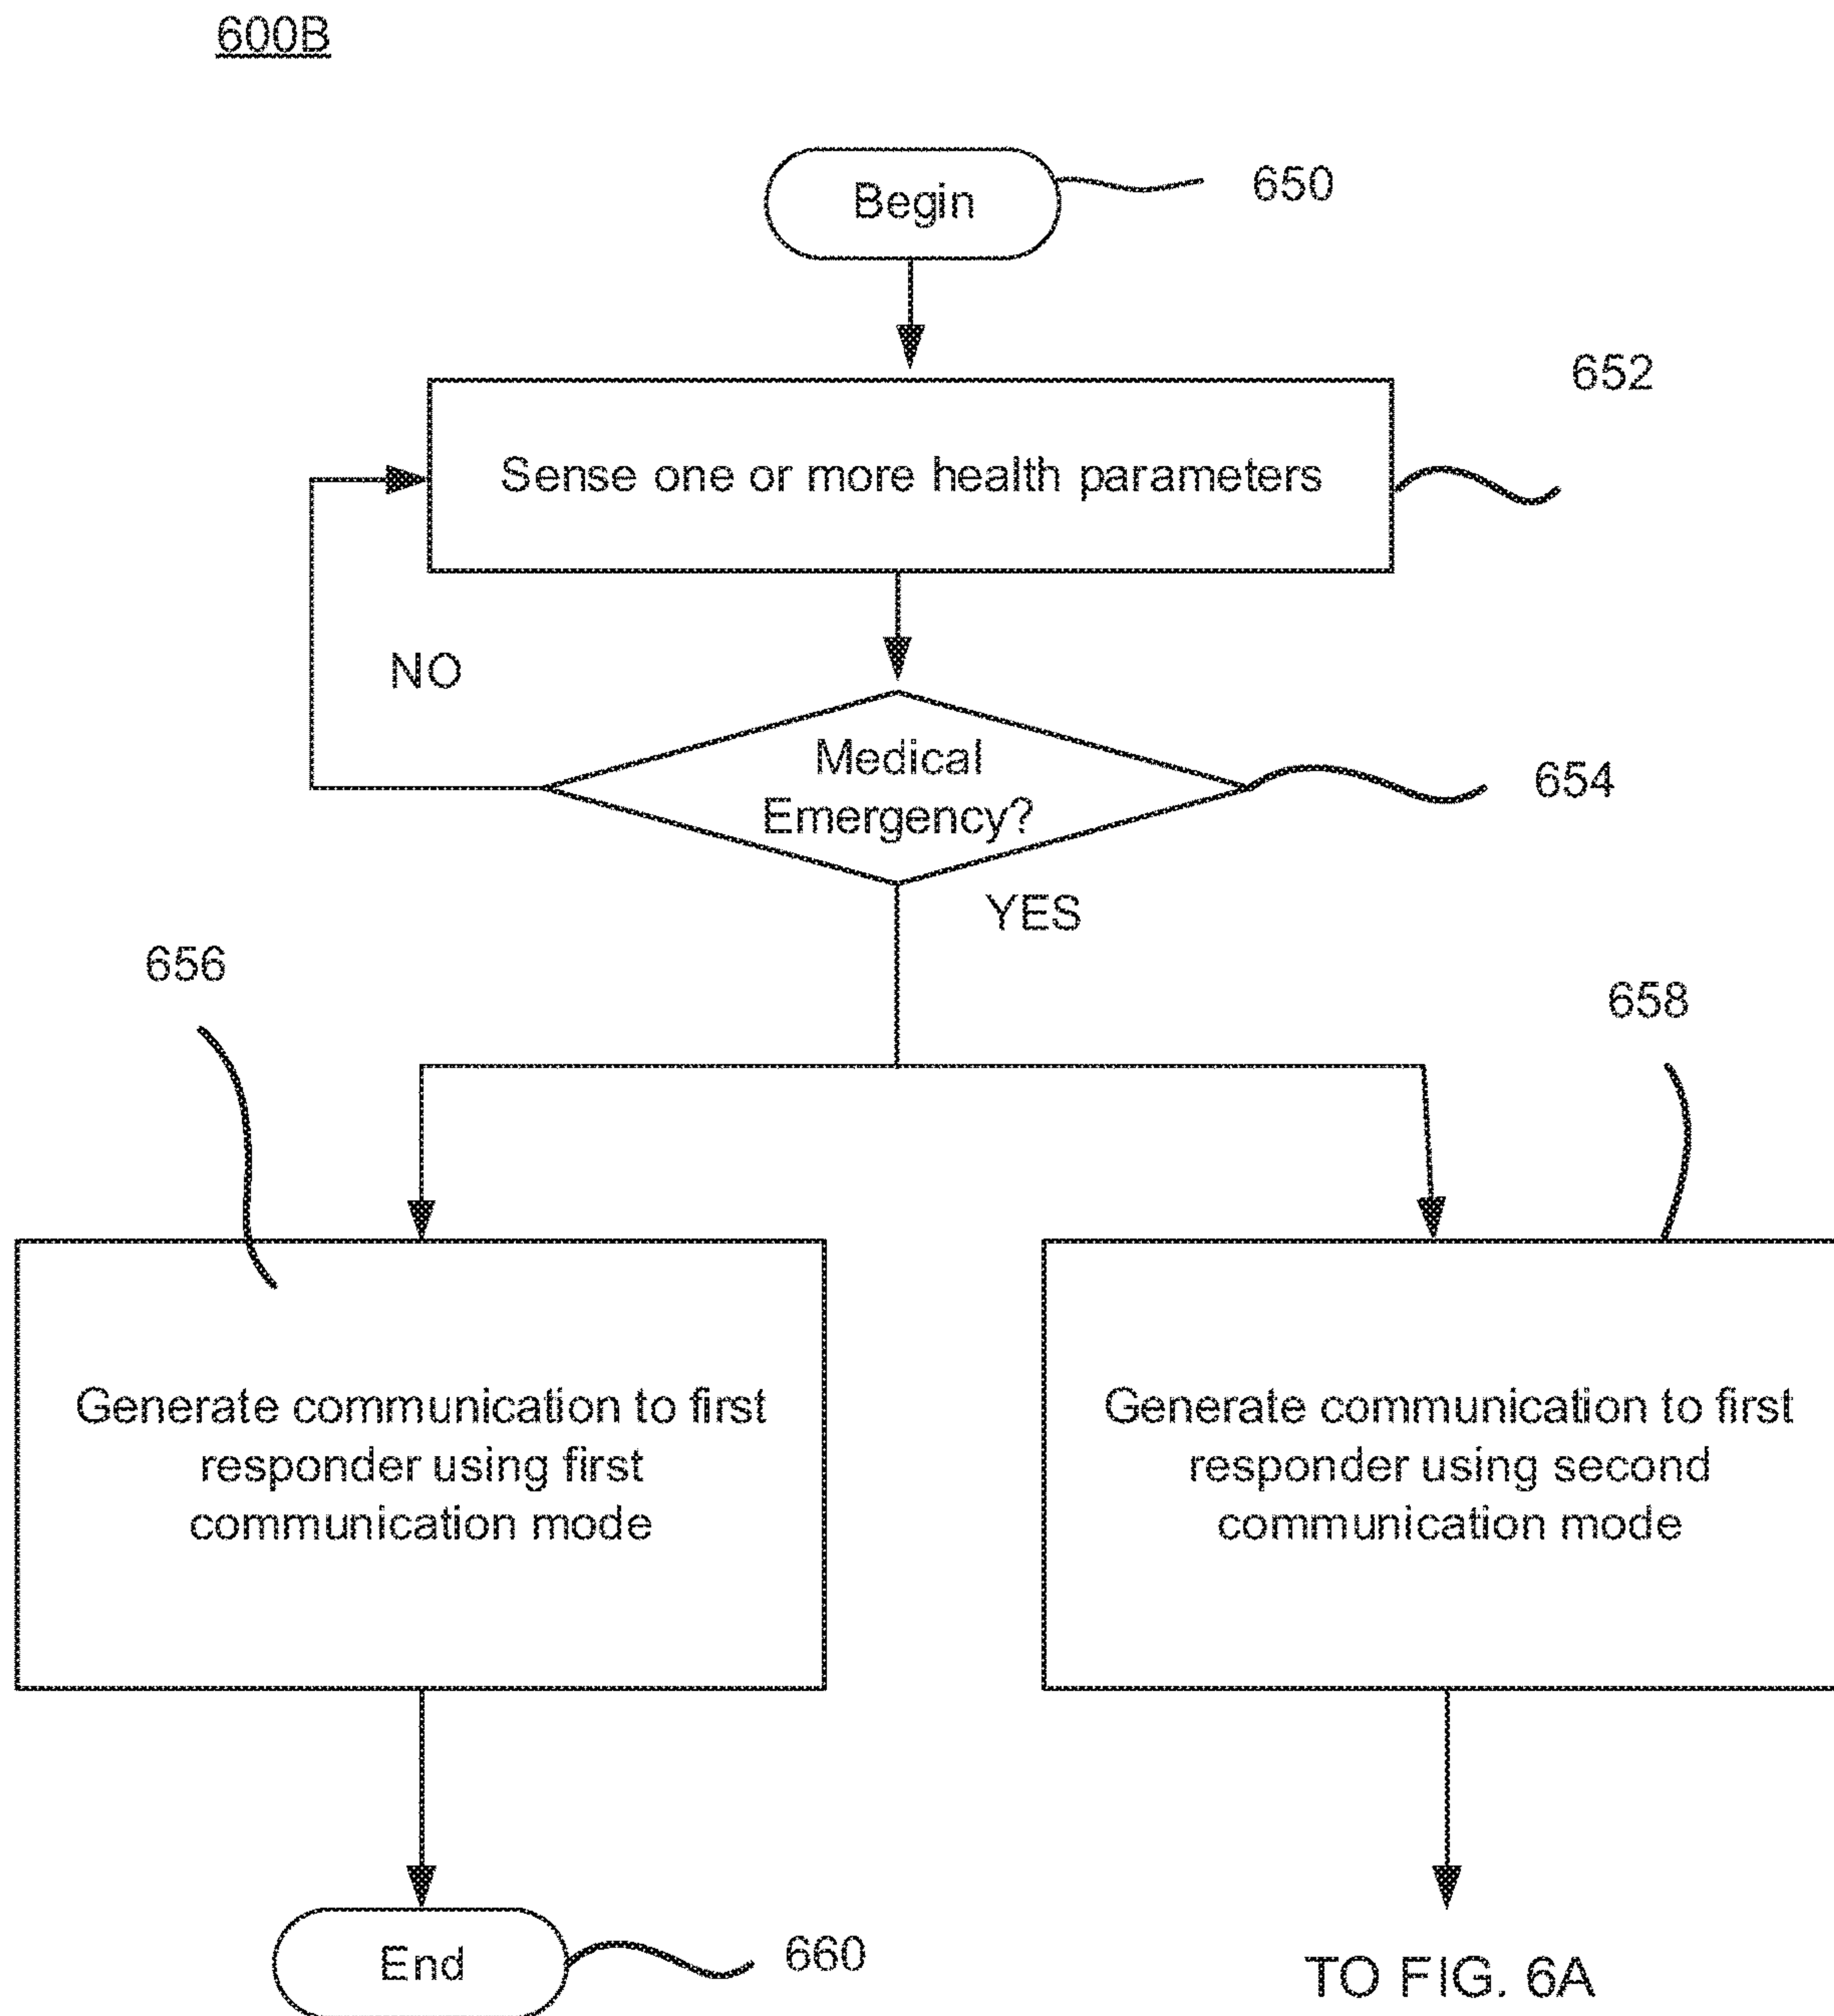 600B
Begin
650
652
Sense one or more health parameters
NO
Medical
Emergency?
654
YES
656
658
Generate communication to first
responder using first
communication mode
Generate communication to first
responder using second
communication mode
End
660
TO FIG. 6A